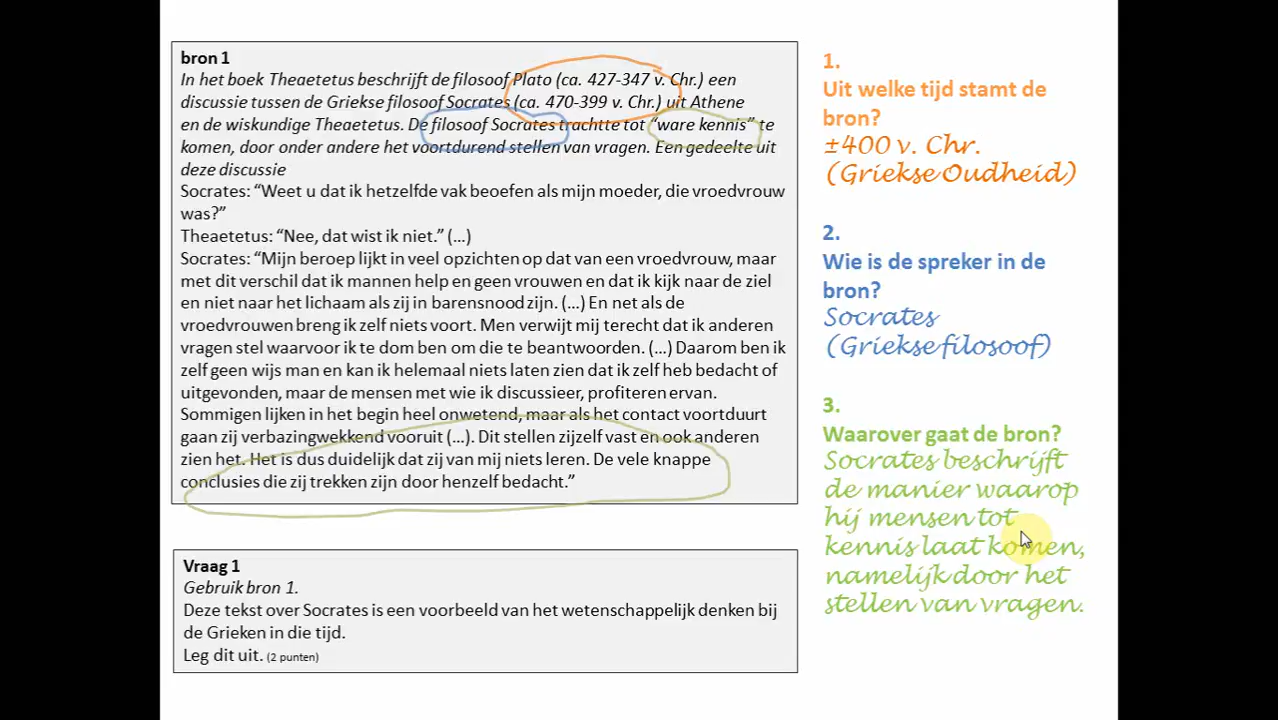 bron 1
In het boek Theaetetus beschrijft de filosoof Plato (ca. 427-347 v. Chr.) een
discussie tussen de Griekse filosoof Socrates (ca. 470-399 v. Chr.) uit Athene
en de wiskundige Theaetetus. De filosoof Socrates trachtte tot “ware kennis” te
komen, door onder andere het voortdurend stellen van vragen. Een gedeelte uit
deze discussie
Socrates: “Weet u dat ik hetzelfde vak beoefen als mijn moeder, die vroedvrouw
was?”
Theaetetus: “Nee, dat wist ik niet.” (...)
Socrates: “Mijn beroep lijkt in veel opzichten op dat van een vroedvrouw, maar
met dit verschil dat ik mannen help en geen vrouwen en dat ik kijk naar de ziel
en niet naar het lichaam als zij in barensnood zijn. (...) En net als de
vroedvrouwen breng ik zelf niets voort. Men verwijt mij terecht dat ik anderen
vragen stel waarvoor ik te dom ben om die te beantwoorden. (...) Daarom ben ik
zelf geen wijs man en kan ik helemaal niets laten zien dat ik zelf heb bedacht of
uitgevonden, maar de mensen met wie ik discussieer, profiteren ervan.
Sommigen lijken in het begin heel onwetend, maar als het contact voortduurt
gaan zij verbazingwekkend vooruit (...). Dit stellen zijzelf vast en ook anderen
zien het. Het is dus duidelijk dat zij van mij niets leren. De vele knappe
conclusies die zij trekken zijn door henzelf bedacht.”
Vraag 1
Gebruik bron 1.
Deze tekst over Socrates is een voorbeeld van het wetenschappelijk denken bij
de Grieken in die tijd.
Leg dit uit. (2 punten)
1.
Uit welke tijd stamt de
bron?
±400 v. Chr.
(Griekse Oudheid)
2.
Wie is de spreker in de
bron?
Socrates
(Griekse filosoof)
3.
Waarover gaat de bron?
Socrates beschrijft
de manier waarop
hij mensen tot
kennis laat komen,
namelijk door het
stellen van vragen.